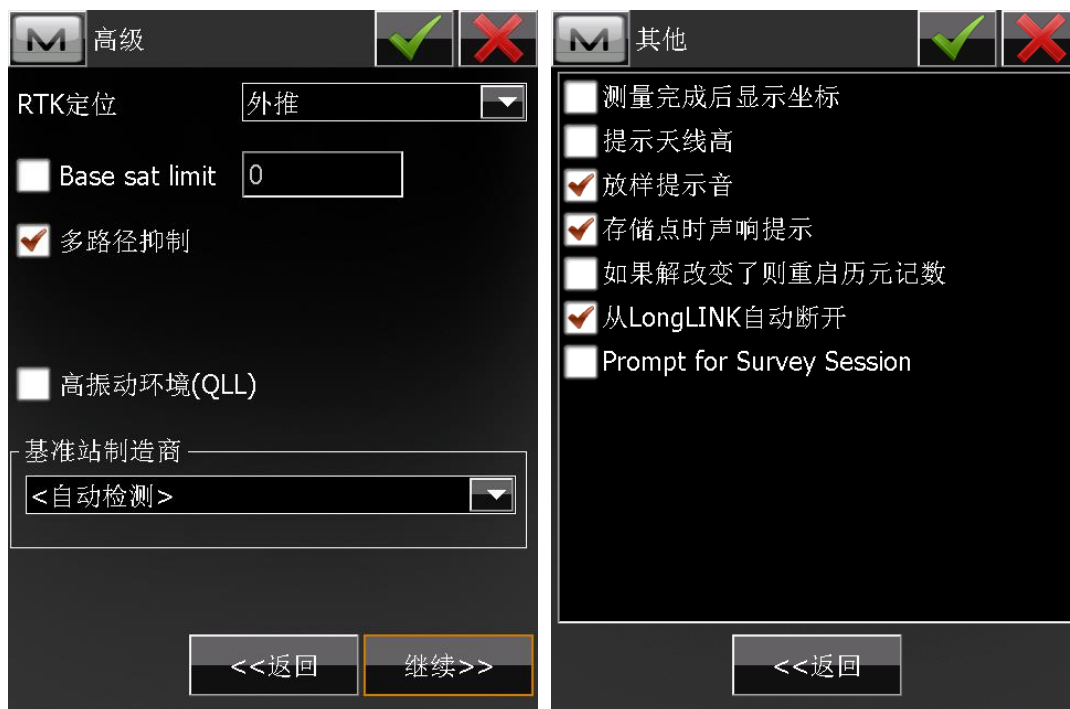 高级
RTK定位
外推
Base sat limit
0
多路径抑制
高振动环境(QLL)
基准站制造商
<自动检测>
<<返回
继续>>
其他
测量完成后显示坐标
提示天线高
放样提示音
存储点时声响提示
如果解改变了则重启历元记数
从LongLINK自动断开
Prompt for Survey Session
<<返回